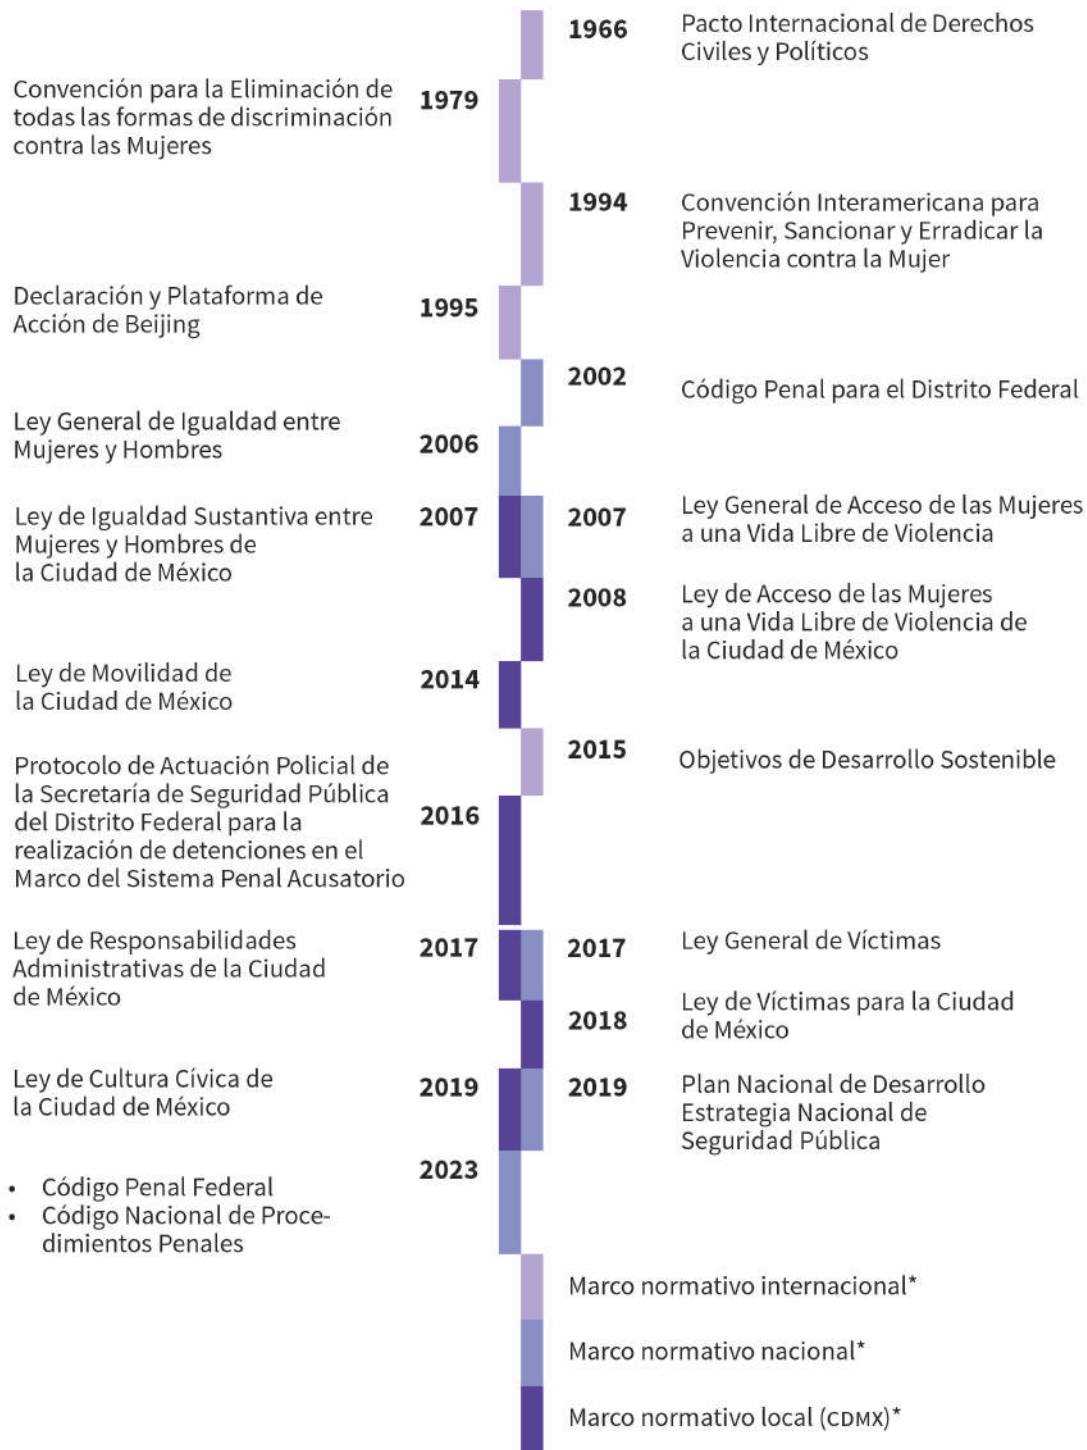 1966
Pacto Internacional de Derechos
Civiles y Políticos
Convención para la Eliminación de
todas las formas de discriminación
contra las Mujeres
1979
1994
Convención Interamericana para
Prevenir, Sancionar y Erradicar la
Violencia contra la Mujer
Declaración y Plataforma de
Acción de Beijing
1995
2002
Código Penal para el Distrito Federal
Ley General de Igualdad entre
Mujeres y Hombres
2006
Ley de Igualdad Sustantiva entre
Mujeres y Hombres de
la Ciudad de México
2007
2007
Ley General de Acceso de las Mujeres
a una Vida Libre de Violencia
2008
Ley de Acceso de las Mujeres
a una Vida Libre de Violencia de
la Ciudad de México
Ley de Movilidad de
la Ciudad de México
2014
2015
Objetivos de Desarrollo Sostenible
Protocolo de Actuación Policial de
la Secretaría de Seguridad Pública
del Distrito Federal para la
realización de detenciones en el
Marco del Sistema Penal Acusatorio
2016
Ley de Responsabilidades
Administrativas de la Ciudad
de México
2017
2017
Ley General de Víctimas
2018
Ley de Víctimas para la Ciudad
de México
Ley de Cultura Cívica de
la Ciudad de México
2019
2019
Plan Nacional de Desarrollo
Estrategia Nacional de
Seguridad Pública
2023
• Código Penal Federal
• Código Nacional de Proce-
dimientos Penales
Marco normativo internacional*
Marco normativo nacional*
Marco normativo local (CDMX)*